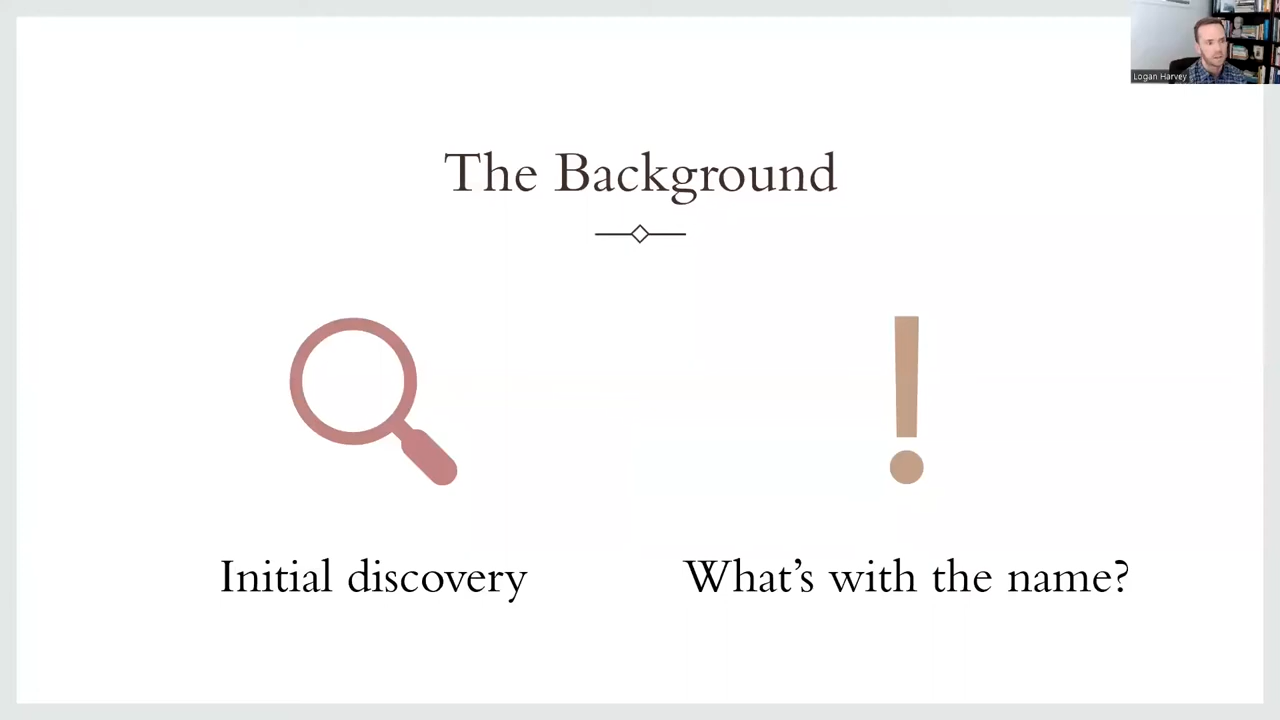 Logan Harvey
The Background
Initial discovery
What’s with the name?